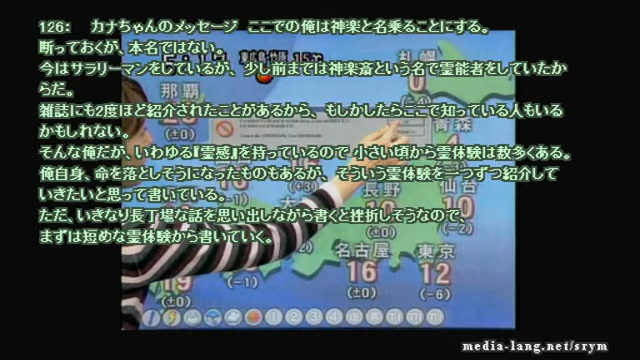 126： カナちゃんのメッセージ ここでの俺は神楽と名乗ることにする。
断っておくが、本名ではない。
今はサラリーマンをしているが、少し前までは神楽斎という名で霊能者をしていたか
らだ。
雑誌にも2度ほど紹介されたことがあるから、もしかしたらここで知っている人もいる
かもしれない。
そんな俺だが、いわゆる『霊感』を持っているので 小さい頃から霊体験は数多くある。
俺自身、命を落としそうになったものもあるが、そういう霊体験を一つずつ紹介して
いきたいと思って書いている。
ただ、いきなり長丁場な話を思い出しながら書くと挫折しそうなので、
まずは短めな霊体験から書いていく。
札幌
0
那覇
(±0)
青森
4
長野
仙台
10
(-2)
(-1)
名古屋
16
(±0)
東京
12
(-6)
19
(±0)
(-1)
media-lang.net/srym